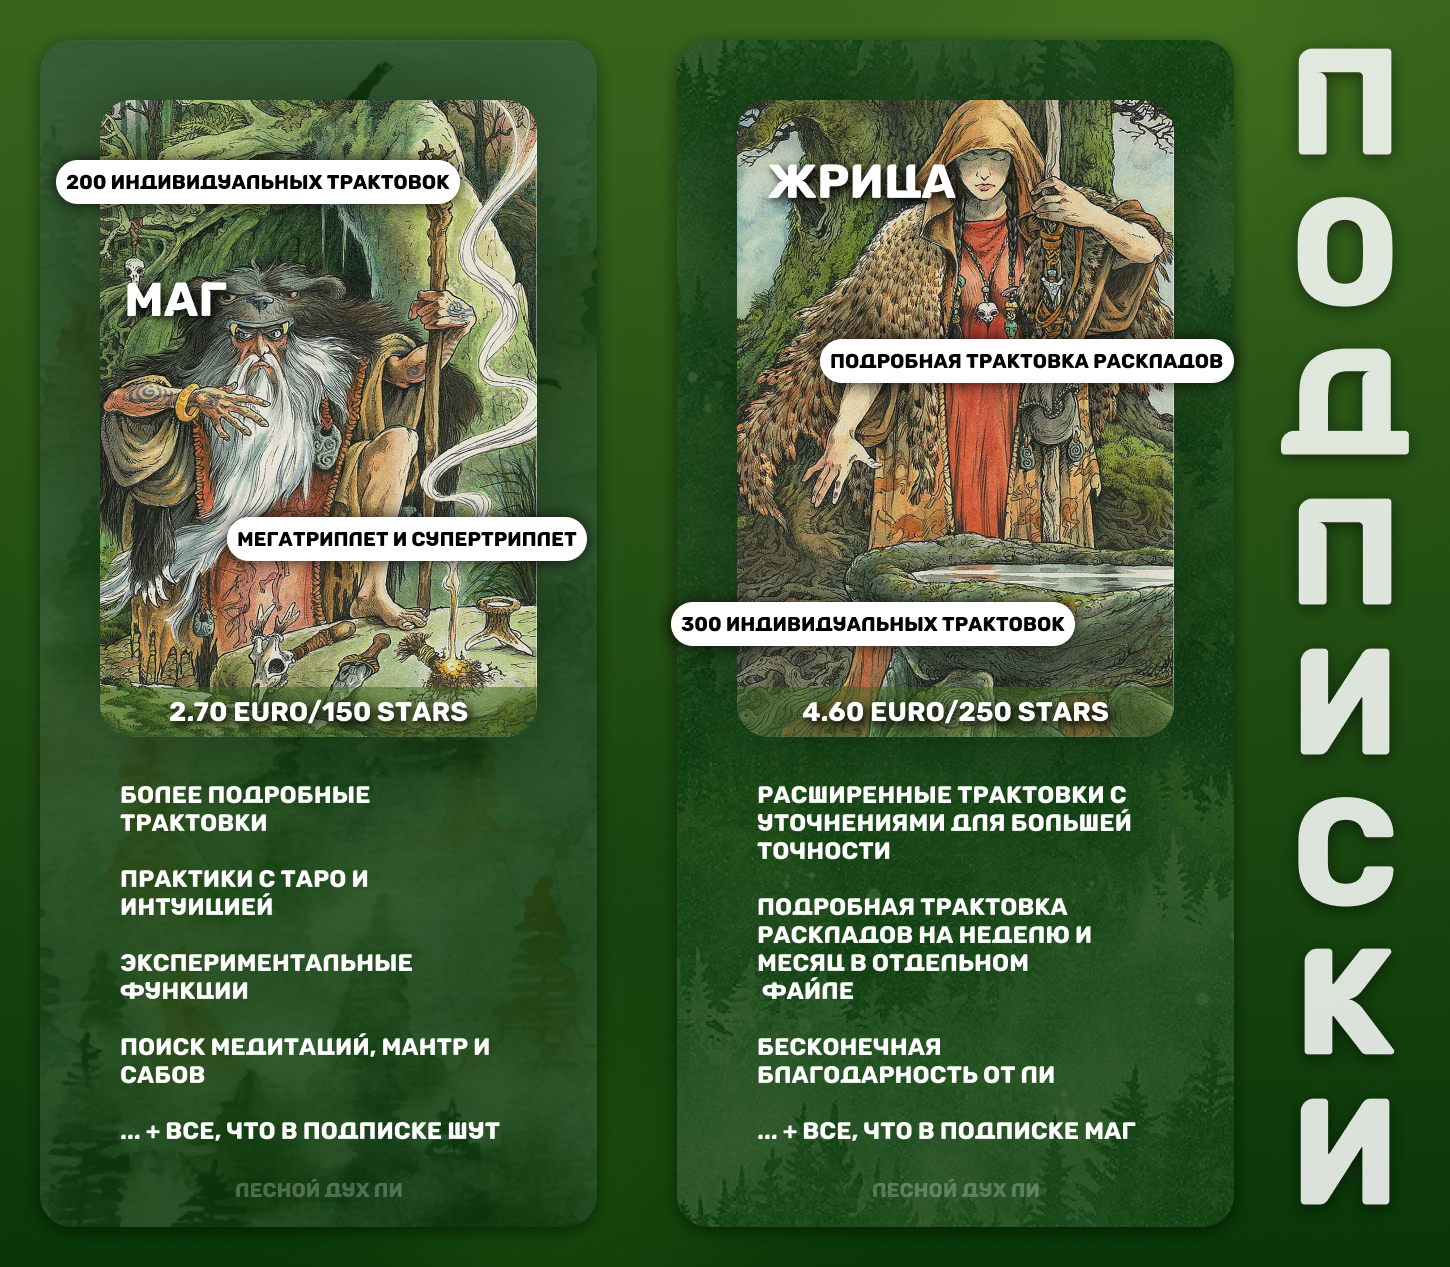 200 ИНДИВИДУАЛЬНЫХ ТРАКТОВОК
МАГ
МЕГАТРИПЛЕТ И СУПЕРТРИПЛЕТ
2.70 EURO/150 STARS
БОЛЕЕ ПОДРОБНЫЕ
ТРАКТОВКИ
ПРАКТИКИ С ТАРО И
ИНТУИЦИЕЙ
ЭКСПЕРИМЕНТАЛЬНЫЕ
ФУНКЦИИ
ПОИСК МЕДИТАЦИЙ, МАНТР И
САБОВ
... + ВСЕ, ЧТО В ПОДПИСКЕ ШУТ
ЛЕСНОЙ ДУХ ЛИ
ЖРИЦА
ПОДРОБНАЯ ТРАКТОВКА РАСКЛАДОВ
300 ИНДИВИДУАЛЬНЫХ ТРАКТОВОК
4.60 EURO/250 STARS
РАСШИРЕННЫЕ ТРАКТОВКИ С
УТОЧНЕНИЯМИ ДЛЯ БОЛЬШЕЙ
ТОЧНОСТИ
ПОДРОБНАЯ ТРАКТОВКА
РАСКЛАДОВ НА НЕДЕЛЮ И
МЕСЯЦ В ОТДЕЛЬНОМ
ФАЙЛЕ
БЕСКОНЕЧНАЯ
БЛАГОДАРНОСТЬ ОТ ЛИ
... + ВСЕ, ЧТО В ПОДПИСКЕ МАГ
ЛЕСНОЙ ДУХ ЛИ
ПОДПИСКИ